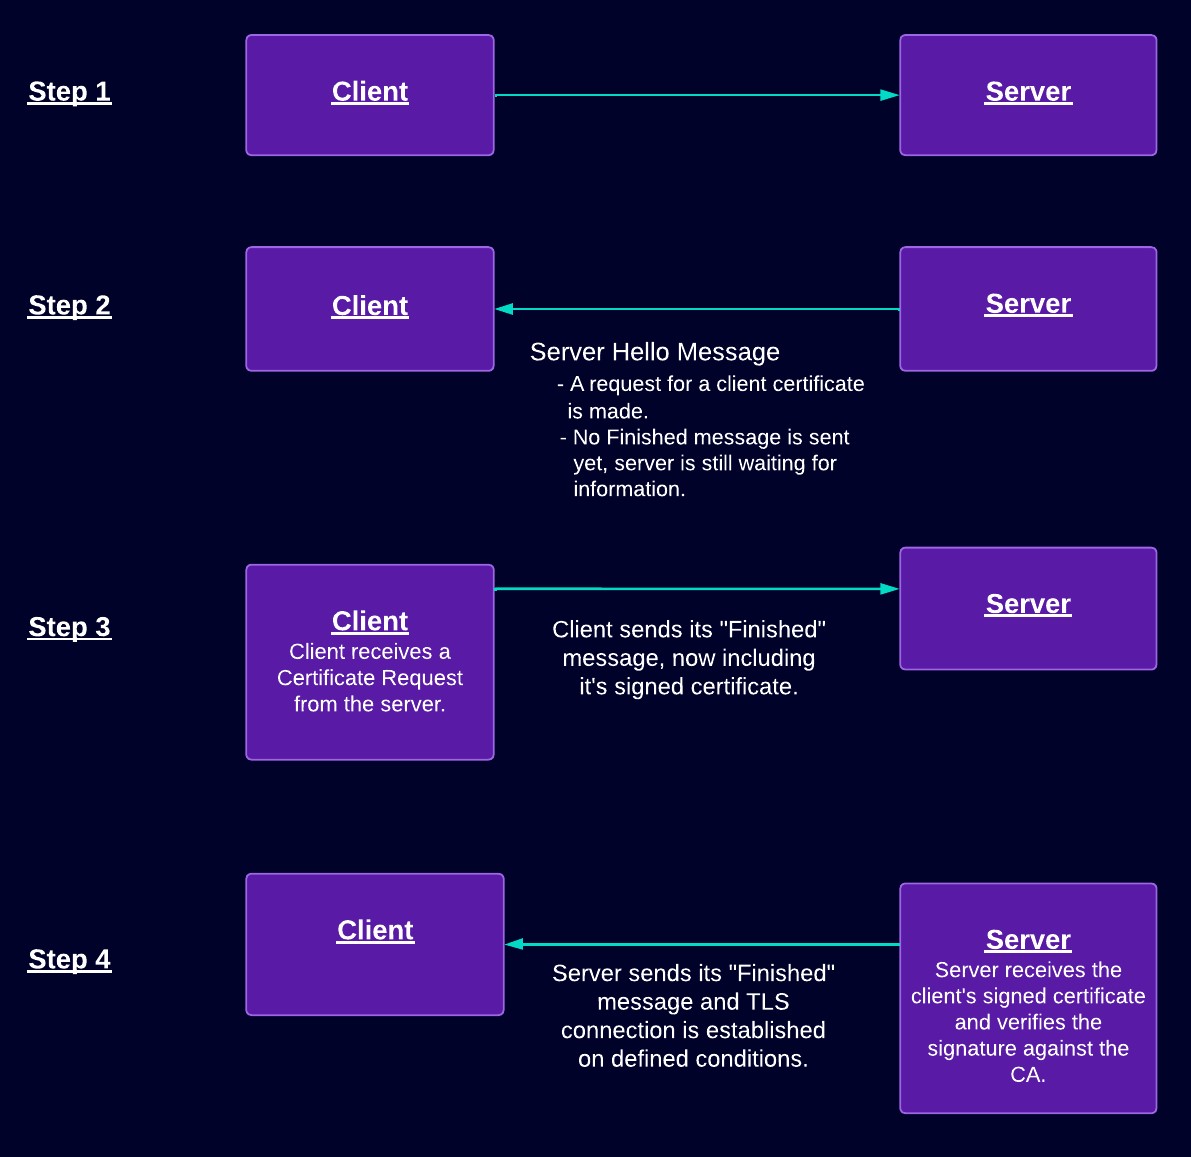 Step 1
Client
Server
Step 2
Client
Server
Server Hello Message
- A request for a client certificate
is made.
- No Finished message is sent
yet, server is still waiting for
information.
Step 3
Client
Client receives a
Certificate Request
from the server.
Client sends its "Finished"
message, now including
it's signed certificate.
Server
Step 4
Client
Server sends its "Finished"
message and TLS
connection is established
on defined conditions.
Server
Server receives the
client's signed certificate
and verifies the
signature against the
CA.